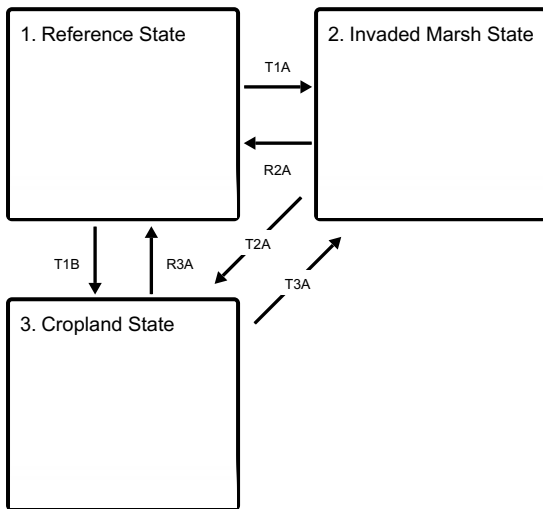 1. Reference State
2. Invaded Marsh State
T1A
R2A
T1B
R3A
T2A
T3A
3. Cropland State